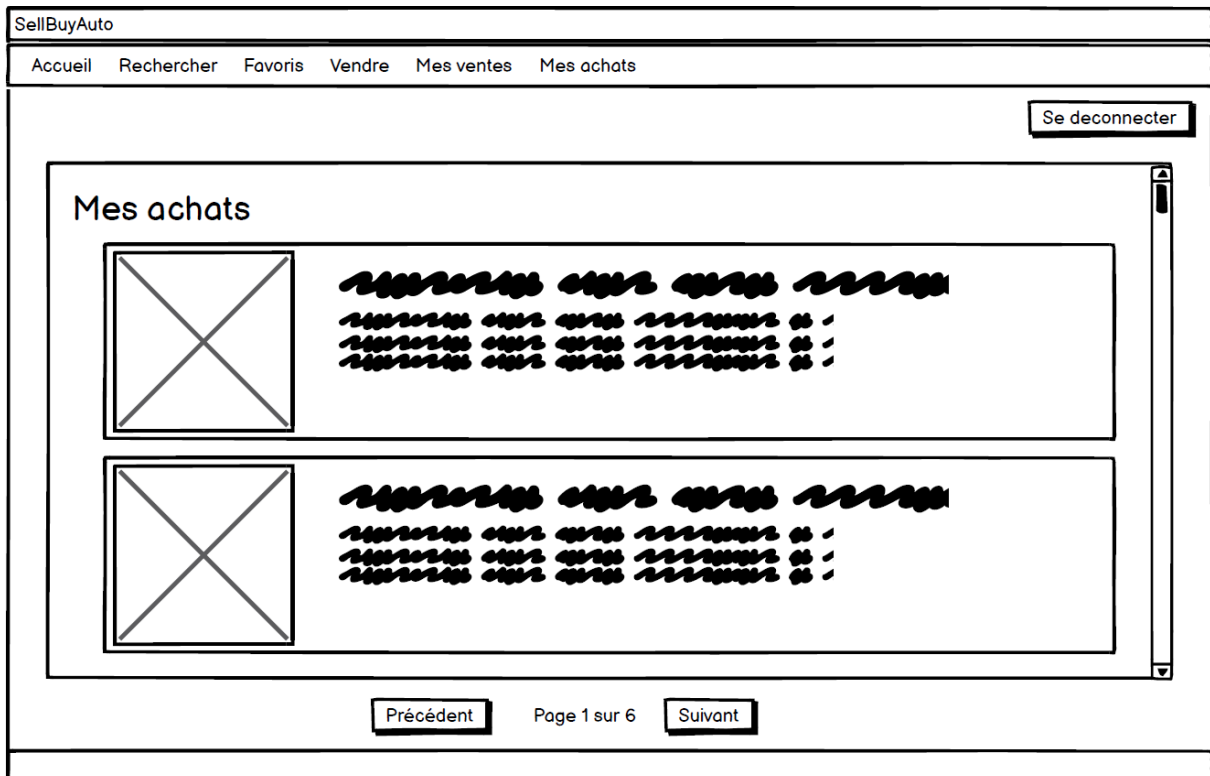 SellBuyAuto
Accueil Rechercher Favoris Vendre Mes ventes Mes achats
Se deconnecter
Mes achats
Précédent Page 1 sur 6 Suivant